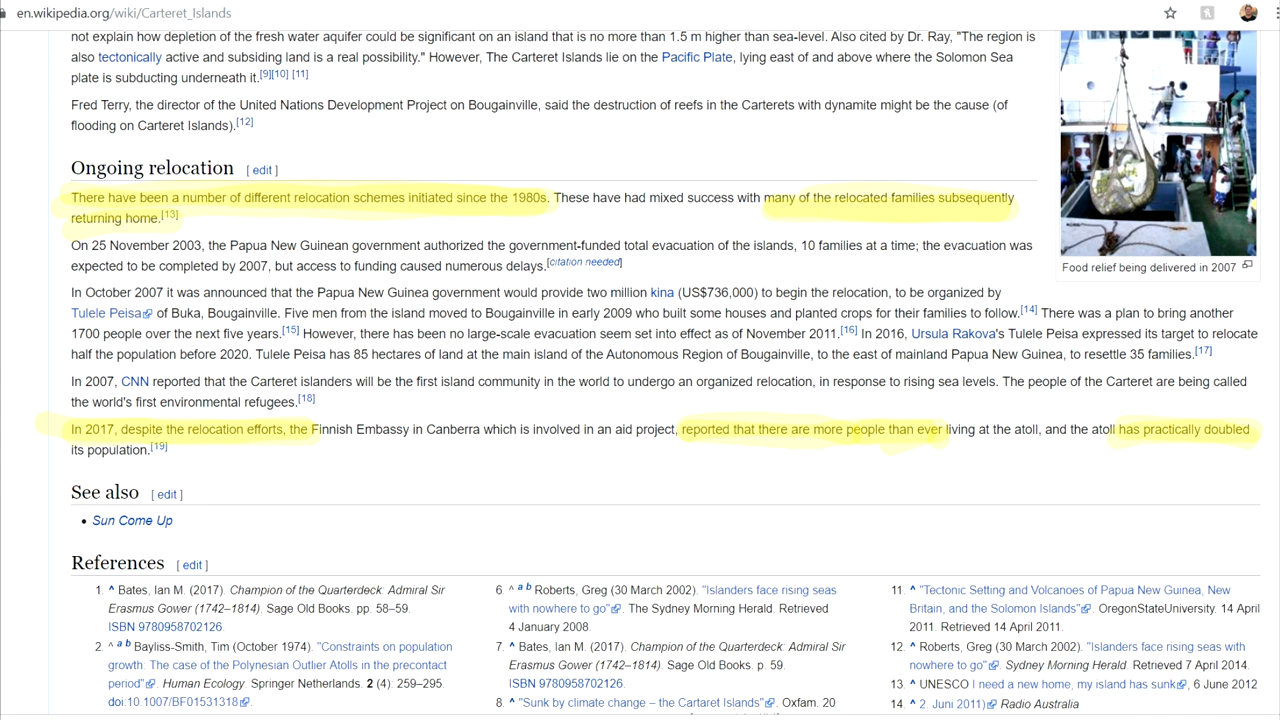 en.wikipedia.org/wiki/Carteret_Islands
not explain how depletion of the fresh water aquifer could be significant on an island that is no more than 1.5 m higher than sea-level. Also cited by Dr. Ray, "The region is
also tectonically active and subsiding land is a real possibility." However, The Carteret Islands lie on the Pacific Plate, lying east of and above where the Solomon Sea
plate is subducting underneath it.[9][10] [11]
Fred Terry, the director of the United Nations Development Project on Bougainville, said the destruction of reefs in the Carterets with dynamite might be the cause (of
flooding on Carteret Islands).[12]
Food relief being delivered in 2007
Ongoing relocation [ edit ]
There have been a number of different relocation schemes initiated since the 1980s. These have had mixed success with many of the relocated families subsequently
returning home.[13]
On 25 November 2003, the Papua New Guinean government authorized the government-funded total evacuation of the islands, 10 families at a time; the evacuation was
expected to be completed by 2007, but access to funding caused numerous delays.[citation needed]
In October 2007 it was announced that the Papua New Guinea government would provide two million kina (US$736,000) to begin the relocation, to be organized by
Tulele Peisa of Buka, Bougainville. Five men from the island moved to Bougainville in early 2009 who built some houses and planted crops for their families to follow.[14] There was a plan to bring another
1700 people over the next five years.[15] However, there has been no large-scale evacuation seem set into effect as of November 2011.[16] In 2016, Ursula Rakova's Tulele Peisa expressed its target to relocate
half the population before 2020. Tulele Peisa has 85 hectares of land at the main island of the Autonomous Region of Bougainville, to the east of mainland Papua New Guinea, to resettle 35 families.[17]
In 2007, CNN reported that the Carteret islanders will be the first island community in the world to undergo an organized relocation, in response to rising sea levels. The people of the Carteret are being called
the world's first environmental refugees.[18]
In 2017, despite the relocation efforts, the Finnish Embassy in Canberra which is involved in an aid project, reported that there are more people than ever living at the atoll, and the atoll has practically doubled
its population.[19]
See also [ edit ]
• Sun Come Up
References [ edit ]
1. ^ Bates, Ian M. (2017). Champion of the Quarterdeck: Admiral Sir
Erasmus Gower (1742–1814). Sage Old Books. pp. 58–59.
ISBN 9780958702126.
2. ^ a b Bayliss-Smith, Tim (October 1974). "Constraints on population
growth: The case of the Polynesian Outlier Atolls in the precontact
period". Human Ecology. Springer Netherlands. 2 (4): 259–295.
doi:10.1007/BF01531318
6. ^ a b Roberts, Greg (30 March 2002). "Islanders face rising seas
with nowhere to go". The Sydney Morning Herald. Retrieved
4 January 2008.
7. ^ Bates, Ian M. (2017). Champion of the Quarterdeck: Admiral Sir
Erasmus Gower (1742–1814). Sage Old Books. p. 59.
ISBN 9780958702126.
8. ^ "Sunk by climate change – the Cartaret Islands". Oxfam. 20
11. ^ "Tectonic Setting and Volcanoes of Papua New Guinea, New
Britain, and the Solomon Islands". OregonStateUniversity. 14 April
2011. Retrieved 14 April 2011.
12. ^ Roberts, Greg (30 March 2002). "Islanders face rising seas with
nowhere to go". Sydney Morning Herald. Retrieved 7 April 2014.
13. ^ UNESCO I need a new home, my island has sunk, 6 June 2012
14. ^ 2. Juni 2011) Radio Australia